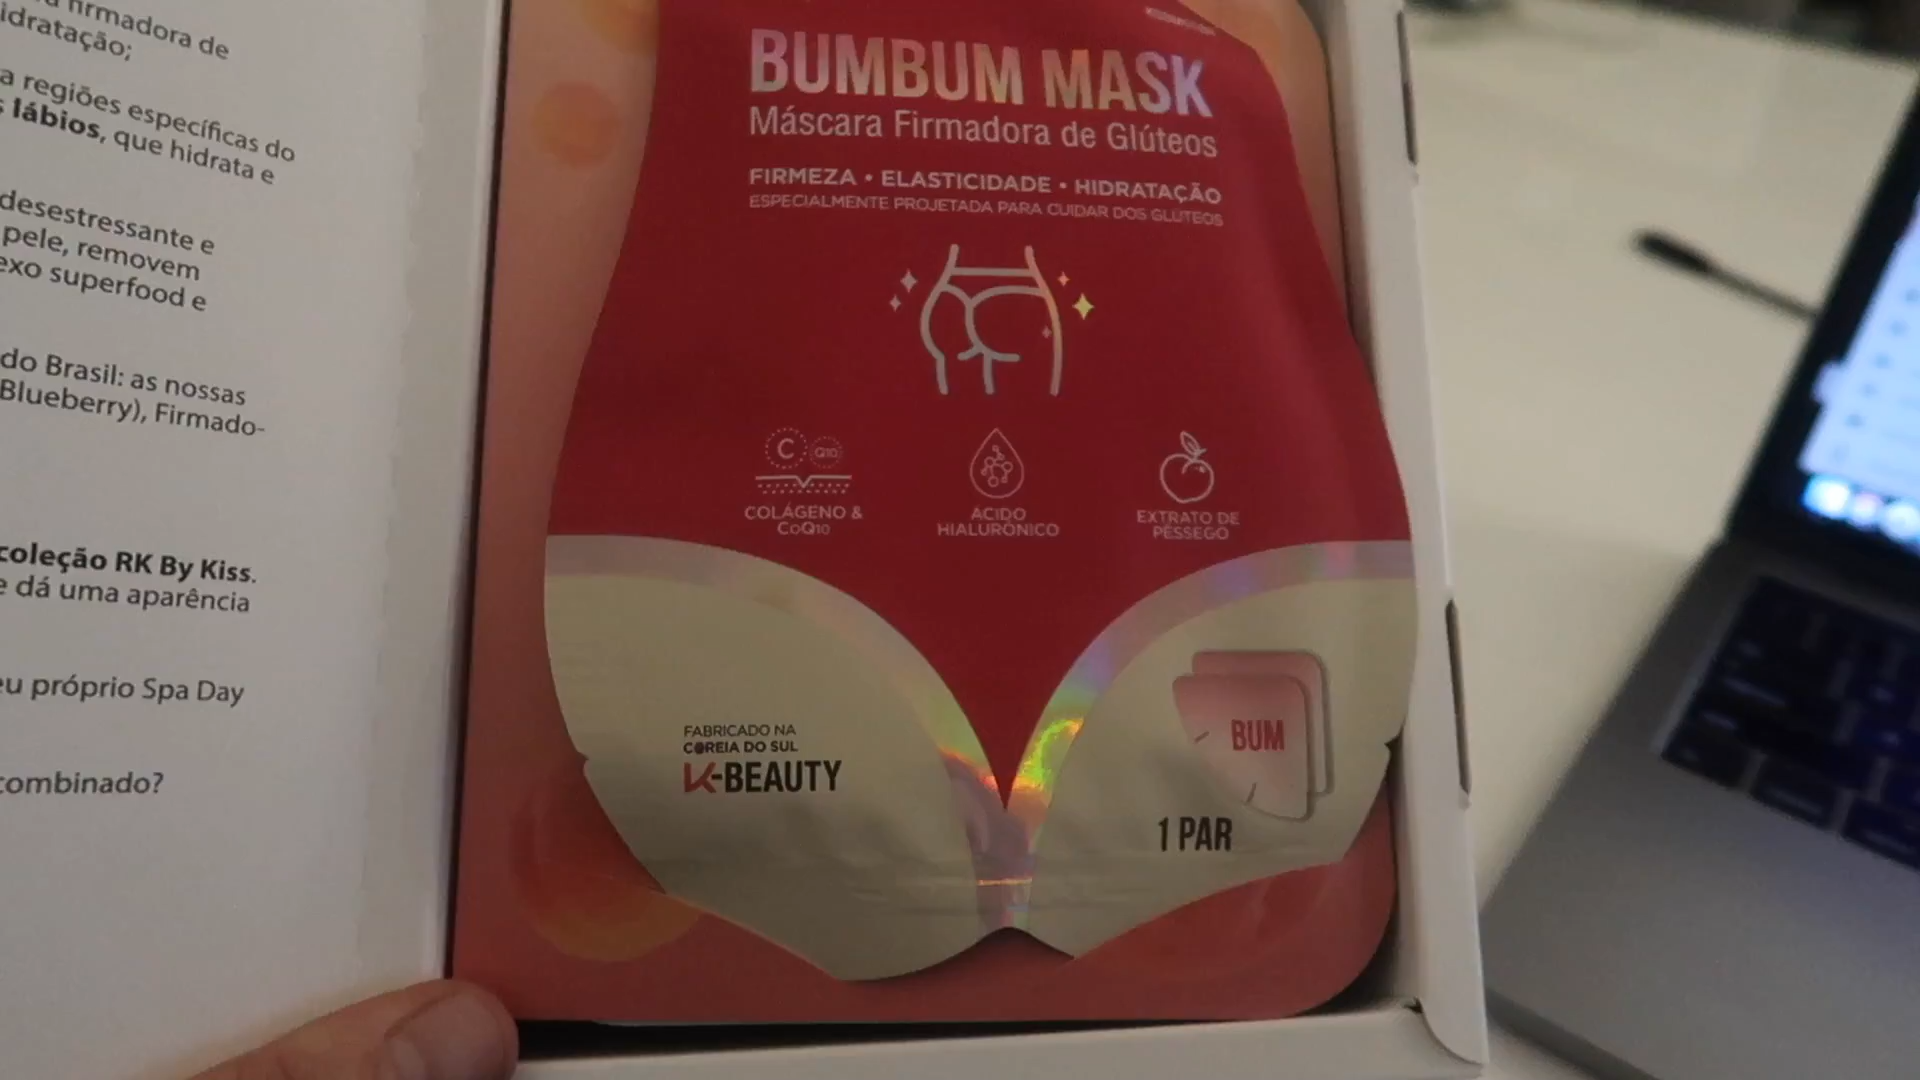 firmadora de
idratação;
a regiões específicas do
lábios, que hidrata e
desestressante e
pele, removem
exo superfood e
do Brasil: as nossas
Blueberry), Firmado-
coleção RK By Kiss.
e dá uma aparência
eu próprio Spa Day
combinado?
BUMBUM MASK
Máscara Firmadora de Glúteos
FIRMEZA • ELASTICIDADE • HIDRATAÇÃO
ESPECIALMENTE PROJETADA PARA CUIDAR DOS GLÚTEOS
C Q10
COLÁGENO &
CoQ10
ÁCIDO
HIALURÔNICO
EXTRATO DE
PÊSSEGO
FABRICADO NA
COREIA DO SUL
K-BEAUTY
BUM
1 PAR